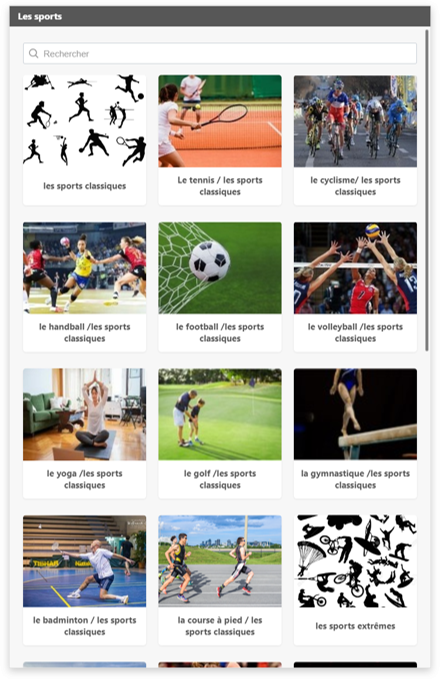 Les sports
Rechercher
les sports classiques
Le tennis / les sports
classiques
le cyclisme/ les sports
classiques
le handball /les sports
classiques
le football /les sports
classiques
le volleyball /les sports
classiques
le yoga /les sports
classiques
le golf /les sports
classiques
la gymnastique /les sports
classiques
le badminton / les sports
classiques
la course à pied / les
sports classiques
les sports extrêmes